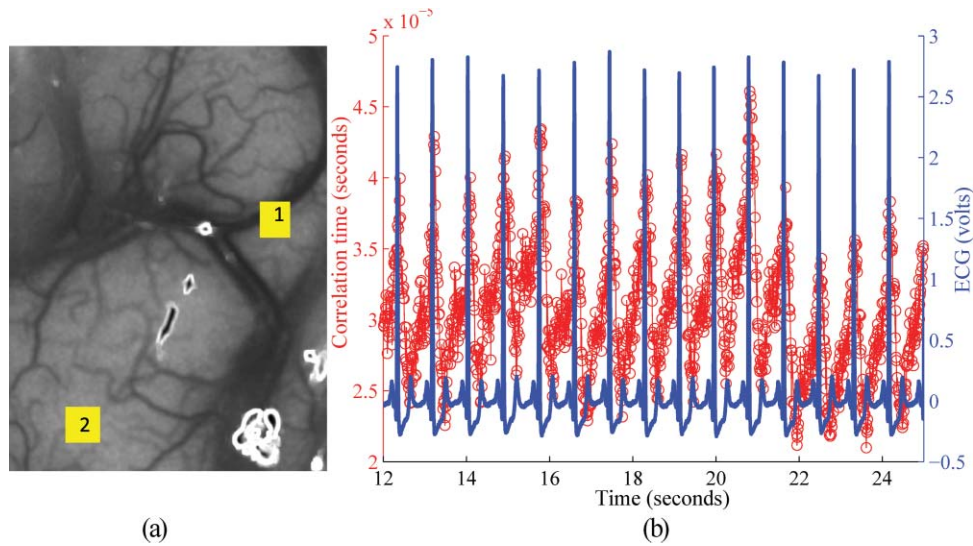 1
2
(a)
x 10⁻⁵
5
4.5
4
3.5
3
2.5
2
Correlation time (seconds)
3
2.5
2
1.5
1
0.5
0
−0.5
ECG (volts)
12 14 16 18 20 22 24
Time (seconds)
(b)